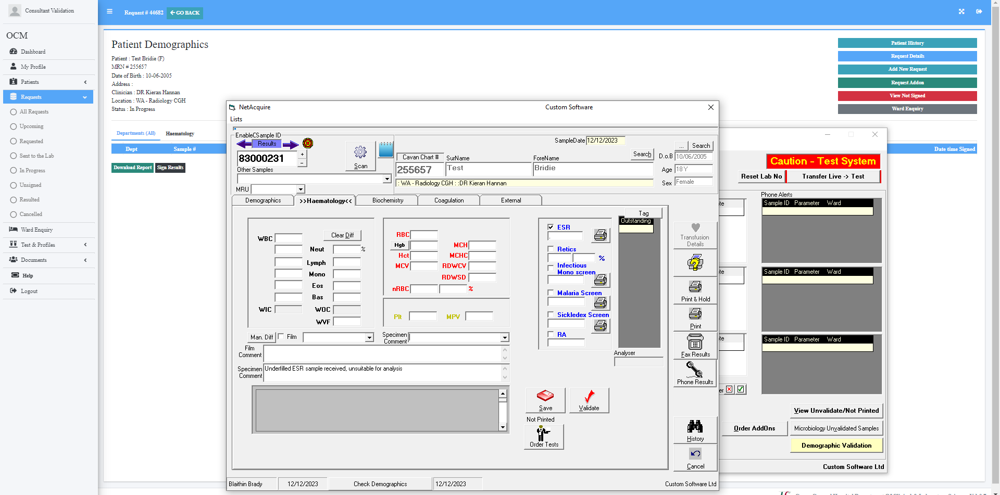 Consultant Validation
Request # 44682
GO BACK
OCM
Dashboard
My Profile
Patients
Requests
All Requests
Upcoming
Requested
Sent to the Lab
In Progress
Unsigned
Resulted
Cancelled
Ward Enquiry
Test & Profiles
Documents
Help
Logout
Patient Demographics
Patient : Test Bridie (F)
MRN # 255657
Date of Birth : 10-06-2005
Address :
Clinician : DR Kieran Hannan
Location : WA - Radiology CGH
Status : In Progress
Patient History
Request Details
Add New Request
Request Addon
View Not Signed
Ward Enquiry
Departments (All) Haematology
Dept Sample # Date time Signed
Download Report Sign Results
NetAcquire Custom Software
Lists
EnableCSample ID
Results
83000231 + -
Other Samples
MRU
Scan
SampleDate 12/12/2023
Cavan Chart # SurName ForeName Search
255657 Test Bridie
: WA - Radiology CGH : :DR Kieran Hannan
... Search
D.o.B 10/06/2005
Age 18Y
Sex Female
Demographics >>Haematology<< Biochemistry Coagulation External
Clear Diff
WBC
Neut %
Lymph
Mono
Eos
Bas
WIC WOC
WVF
RBC
Hgb MCH
Hct MCHC
MCV RDWCV
RDWSD
nRBC %
Plt MPV
ESR
.
Retics
%
Infectious
Mono screen
Malaria Screen
Sickledex Screen
RA
Tag
Outstanding
Analyser
Man. Diff Film
Specimen
Comment
Film
Comment
Specimen
Comment
Underfilled ESR sample received, unsuitable for analysis
Save
Validate
Not Printed
Order Tests
Transfusion
Details
Print & Hold
Print
Fax Results
Phone Results
History
Cancel
Blaithin Brady 12/12/2023 Check Demographics 12/12/2023 Custom Software Ltd
Caution - Test System
Reset Lab No Transfer Live -> Test
Phone Alerts
Sample ID Parameter Ward
Sample ID Parameter Ward
Sample ID Parameter Ward
View Unvalidate/Not Printed
Order AddOns
Microbiology Unvalidated Samples
Demographic Validation
Custom Software Ltd